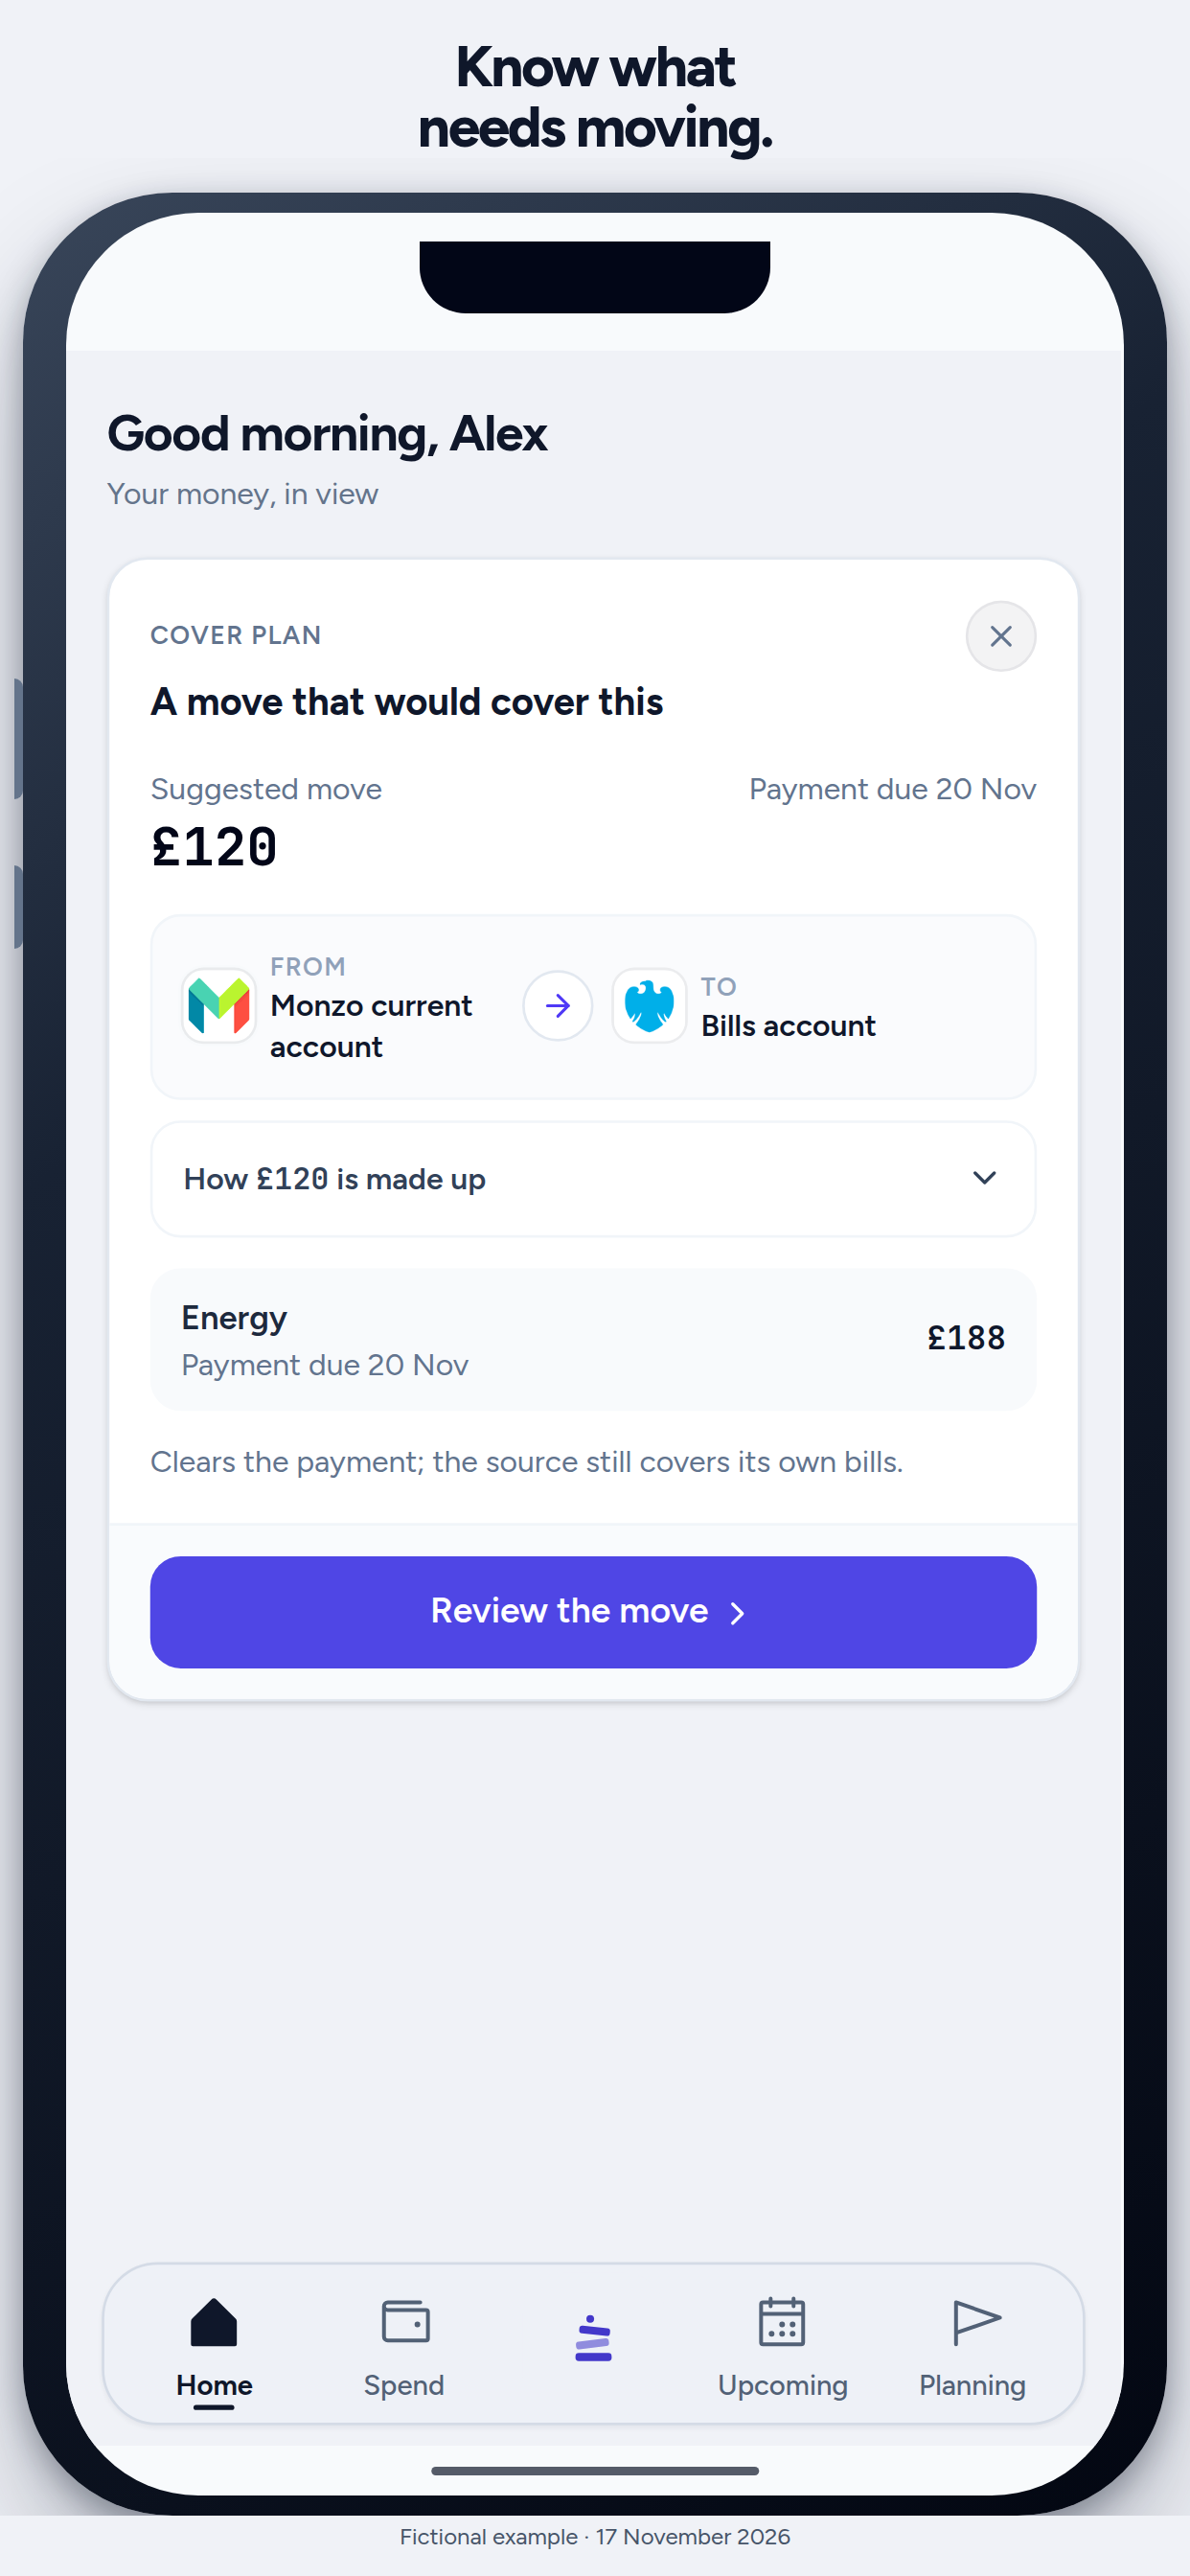 Know what
needs moving.
Good morning, Alex
Your money, in view
COVER PLAN
A move that would cover this
Suggested move
Payment due 20 Nov
£120
FROM
Monzo current
account
TO
Bills account
How £120 is made up
Energy
Payment due 20 Nov
£188
Clears the payment; the source still covers its own bills.
Review the move
Home
Spend
Upcoming
Planning
Fictional example · 17 November 2026